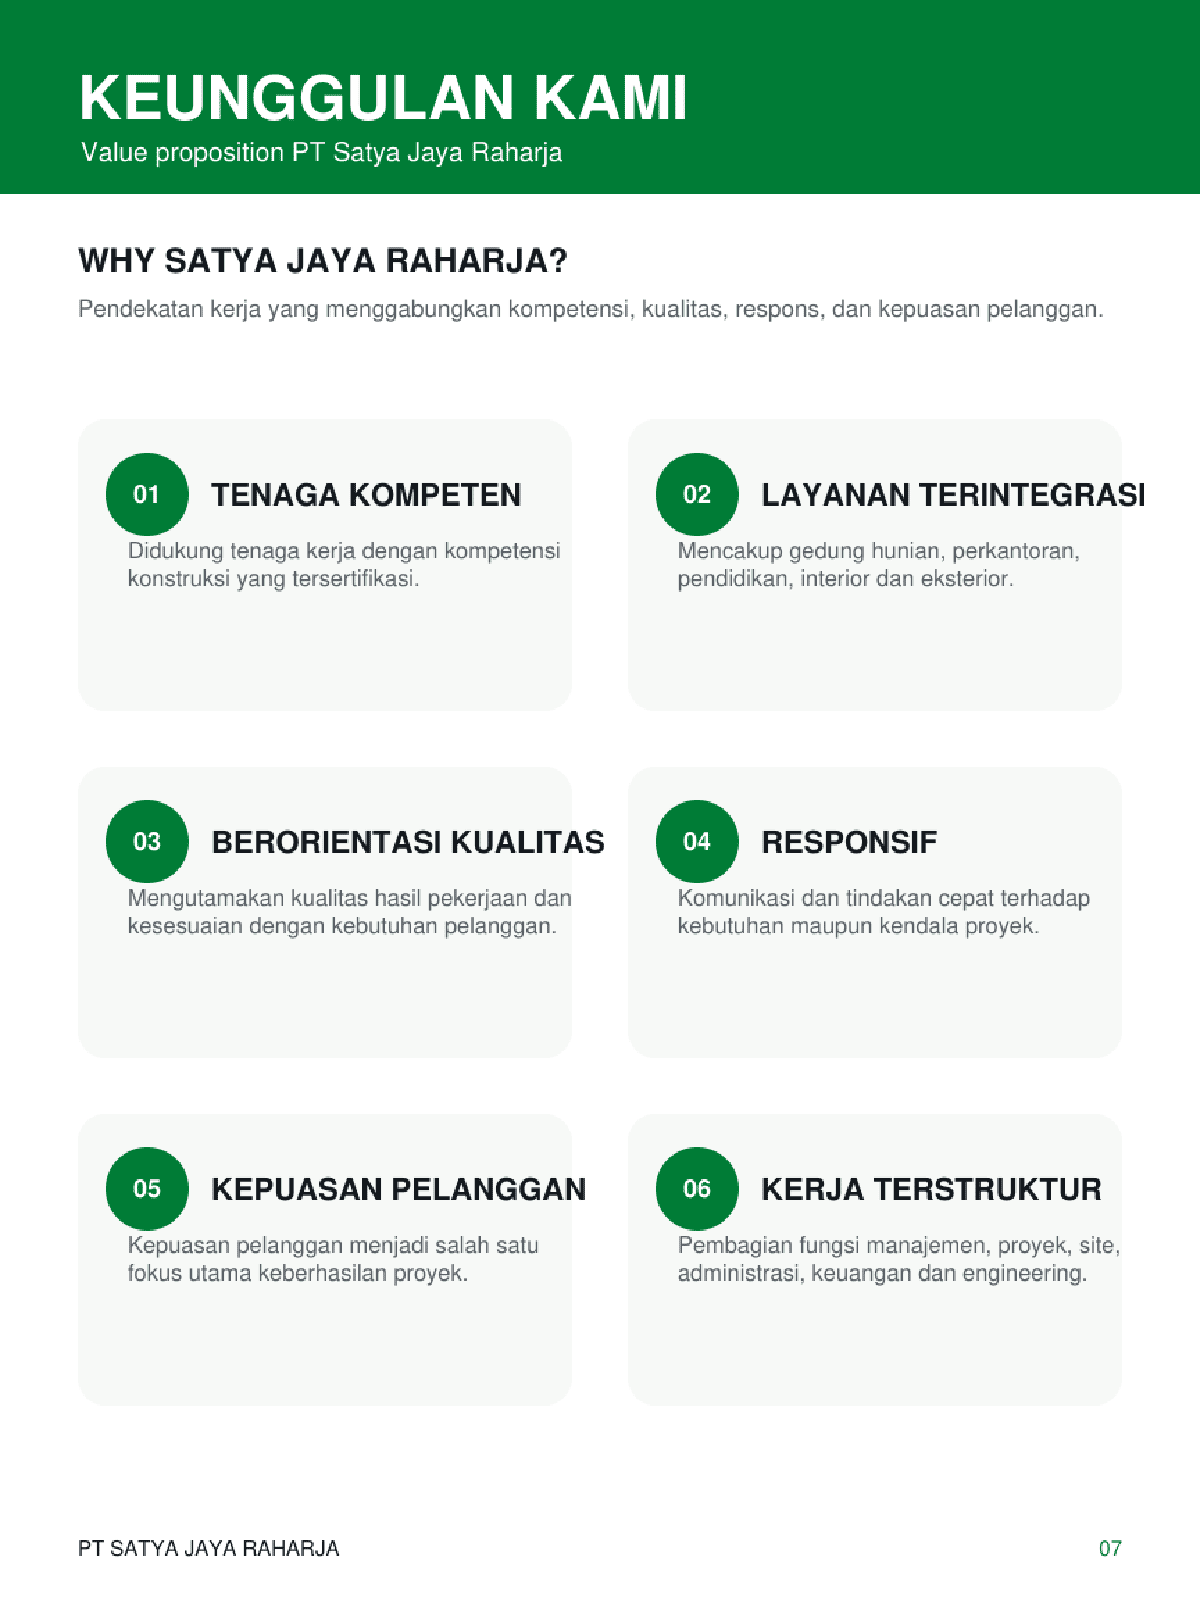 KEUNGGULAN KAMI
Value proposition PT Satya Jaya Raharja
WHY SATYA JAYA RAHARJA?
Pendekatan kerja yang menggabungkan kompetensi, kualitas, respons, dan kepuasan pelanggan.
01
TENAGA KOMPETEN
Didukung tenaga kerja dengan kompetensi
konstruksi yang tersertifikasi.
02
LAYANAN TERINTEGRASI
Mencakup gedung hunian, perkantoran,
pendidikan, interior dan eksterior.
03
BERORIENTASI KUALITAS
Mengutamakan kualitas hasil pekerjaan dan
kesesuaian dengan kebutuhan pelanggan.
04
RESPONSIF
Komunikasi dan tindakan cepat terhadap
kebutuhan maupun kendala proyek.
05
KEPUASAN PELANGGAN
Kepuasan pelanggan menjadi salah satu
fokus utama keberhasilan proyek.
06
KERJA TERSTRUKTUR
Pembagian fungsi manajemen, proyek, site,
administrasi, keuangan dan engineering.
PT SATYA JAYA RAHARJA
07